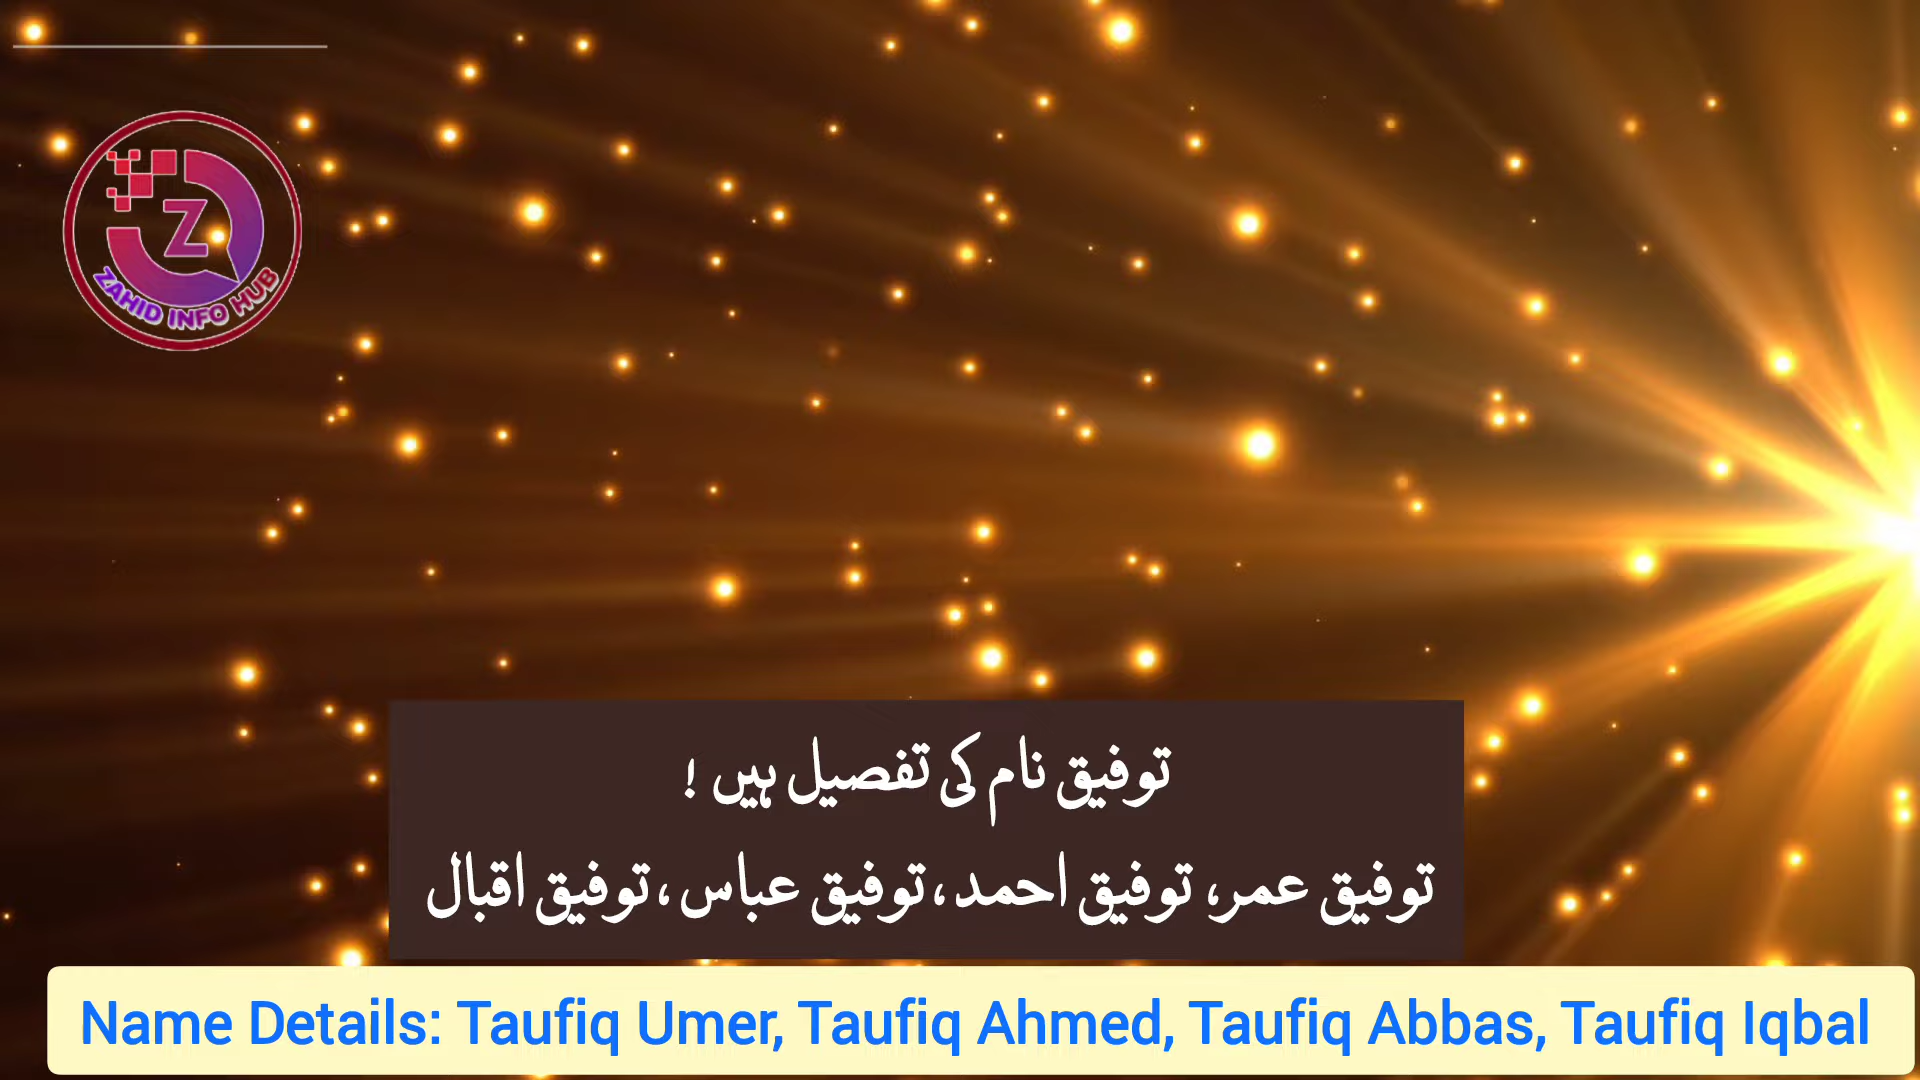 Z
ZAHID INFO HUB
توفیق نام کی تفصیل ہیں !
توفیق عمر، توفیق احمد، توفیق عباس، توفیق اقبال
Name Details: Taufiq Umer, Taufiq Ahmed, Taufiq Abbas, Taufiq Iqbal